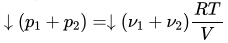 ↓(p₁ + p₂) =↓(ν₁ + ν₂) RT/V